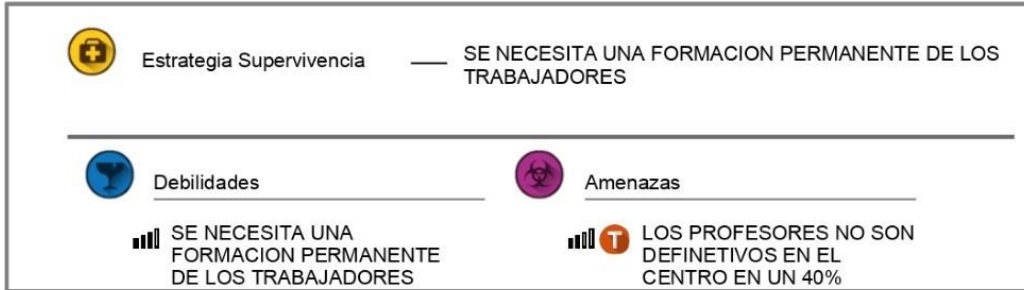 Estrategia Supervivencia
SE NECESITA UNA FORMACION PERMANENTE DE LOS
TRABAJADORES
Debilidades
Amenazas
SE NECESITA UNA
FORMACION PERMANENTE
DE LOS TRABAJADORES
T
LOS PROFESORES NO SON
DEFINETIVOS EN EL
CENTRO EN UN 40%